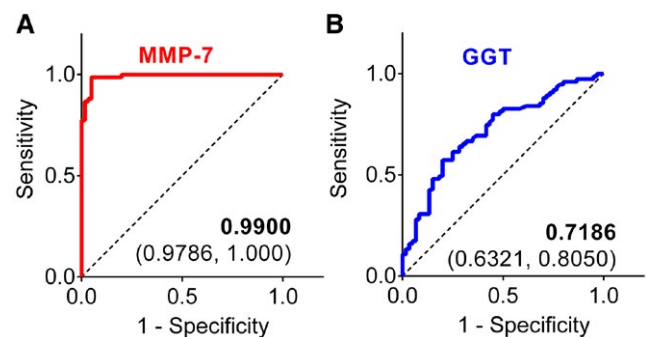 A
MMP-7
1.0
0.5
0.0
Sensitivity
0.9900
(0.9786, 1.000)
0.0 0.5 1.0
1 - Specificity
B
GGT
1.0
0.5
0.0
Sensitivity
0.7186
(0.6321, 0.8050)
0.0 0.5 1.0
1 - Specificity